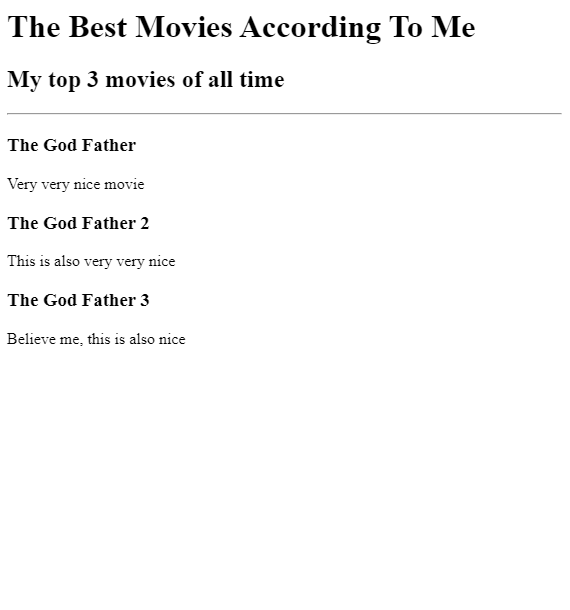 The Best Movies According To Me
My top 3 movies of all time
The God Father
Very very nice movie
The God Father 2
This is also very very nice
The God Father 3
Believe me, this is also nice